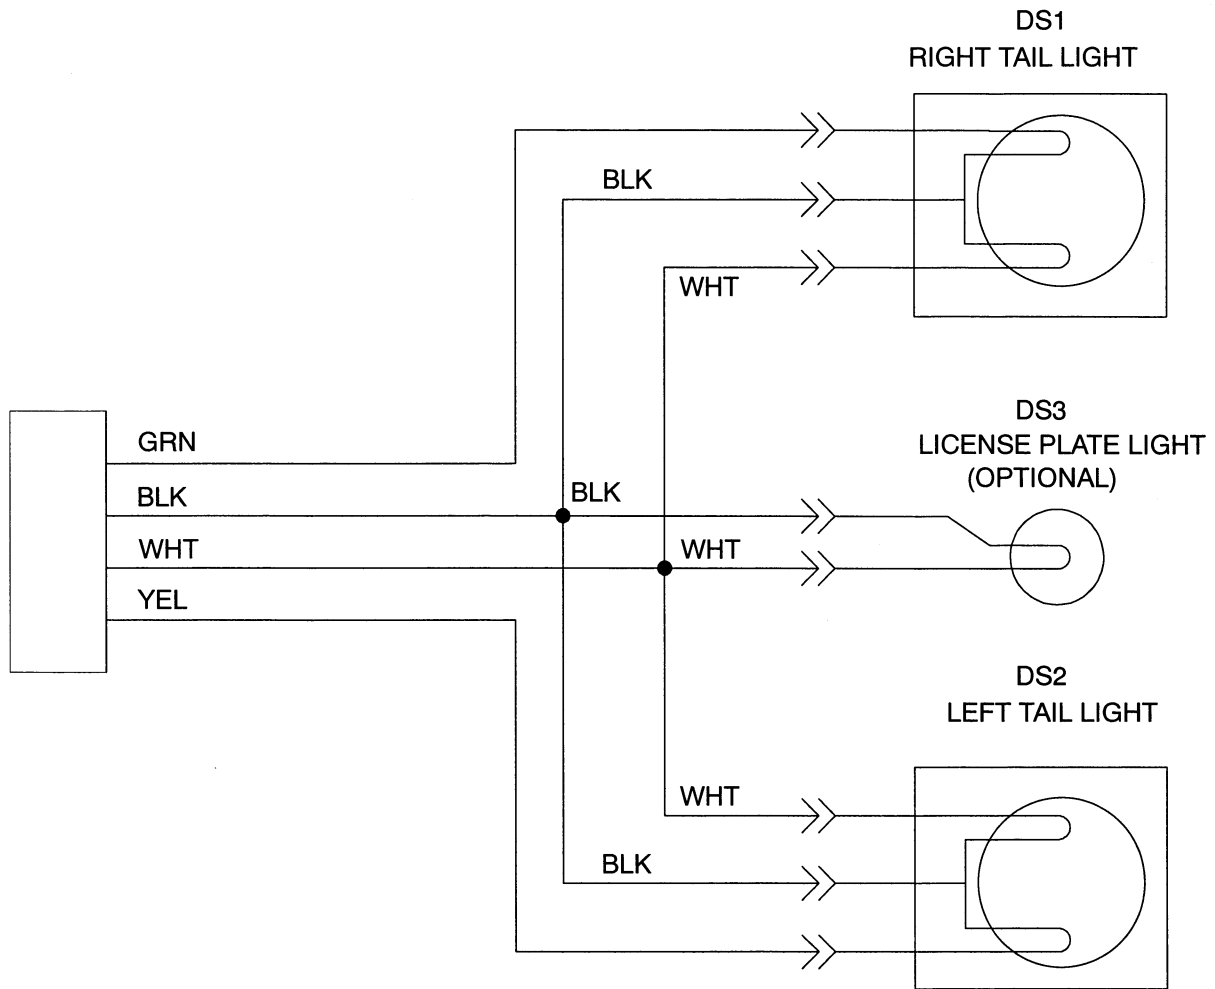 DS1
RIGHT TAIL LIGHT
BLK
WHT
DS3
LICENSE PLATE LIGHT
(OPTIONAL)
GRN
BLK
BLK
WHT
WHT
YEL
DS2
LEFT TAIL LIGHT
WHT
BLK